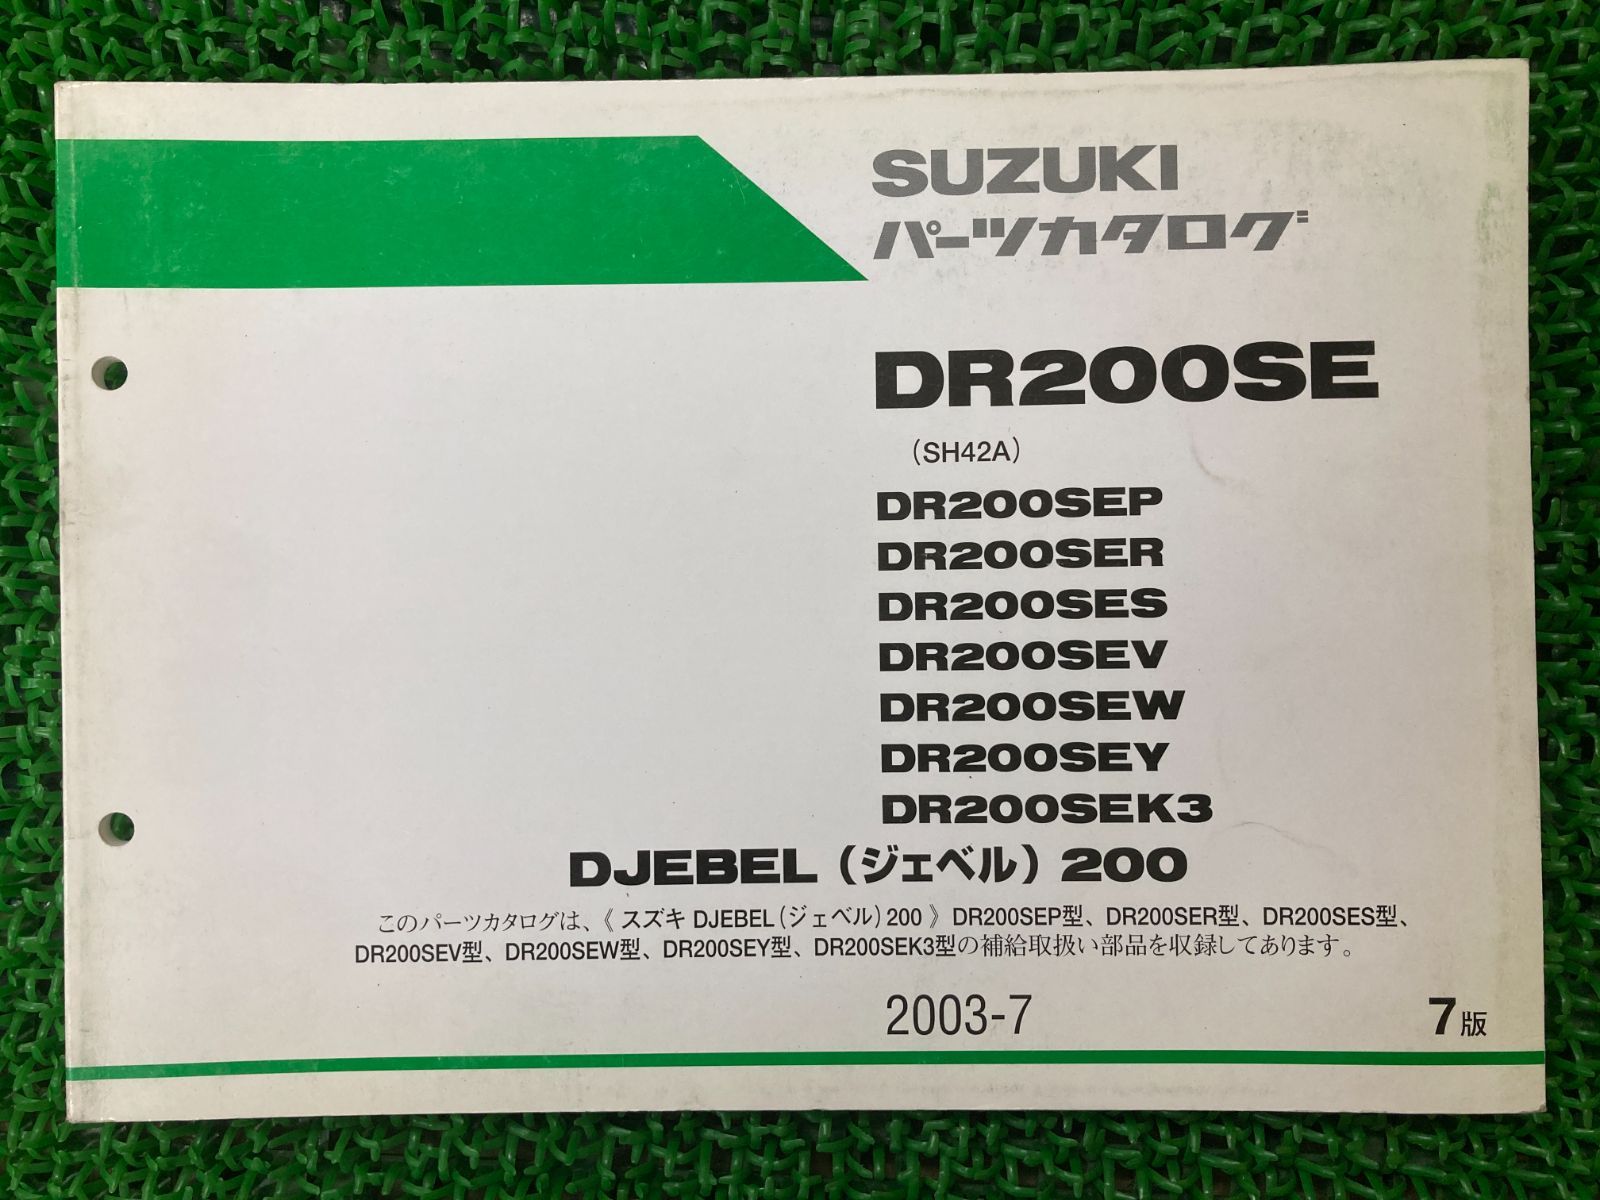 SUZUKI
パーツカタログ
DR200SE
(SH42A)
DR200SEP
DR200SER
DR200SES
DR200SEV
DR200SEW
DR200SEY
DR200SEK3
DJEBEL（ジェベル）200
このパーツカタログは、《 スズキ DJEBEL（ジェベル）200 》DR200SEP型、DR200SER型、DR200SES型、
DR200SEV型、DR200SEW型、DR200SEY型、DR200SEK3型の補給取扱い部品を収録してあります。
2003-7
7版